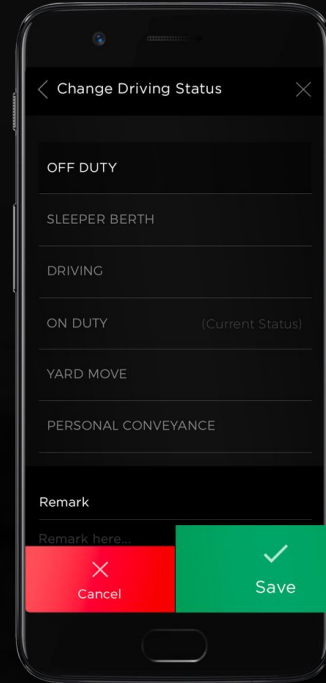 Change Driving Status
OFF DUTY
SLEEPER BERTH
DRIVING
ON DUTY (Current Status)
YARD MOVE
PERSONAL CONVEYANCE
Remark
Remark here...
Cancel
Save